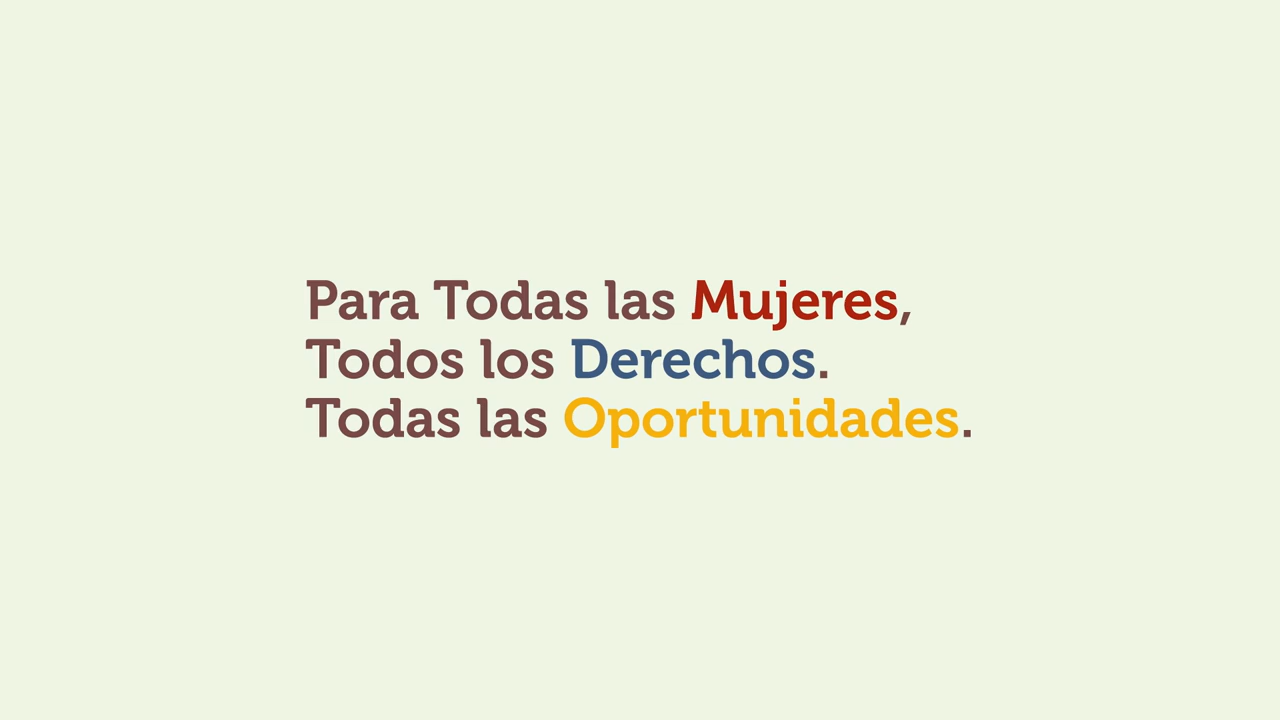 Para Todas las Mujeres,
Todos los Derechos.
Todas las Oportunidades.